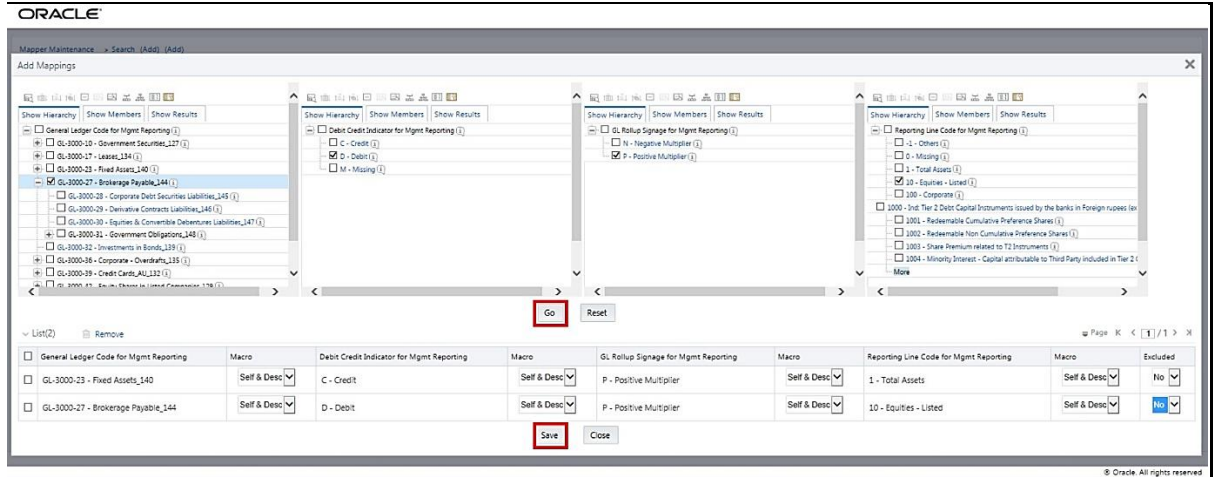 ORACLE
Mapper Maintenance > Search (Add) (Add)
Add Mappings
Show Hierarchy Show Members Show Results
General Ledger Code for Mgmt Reporting
GL-3000-10 - Government Securities_127
GL-3000-17 - Leases_134
GL-3000-23 - Fixed Assets_140
GL-3000-27 - Brokerage Payable_144
GL-3000-28 - Corporate Debt Securities Liabilities_145
GL-3000-29 - Derivative Contracts Liabilities_146
GL-3000-30 - Equities & Convertible Debentures Liabilities_147
GL-3000-31 - Government Obligations_148
GL-3000-32 - Investments in Bonds_139
GL-3000-36 - Corporate - Overdrafts_135
GL-3000-39 - Credit Cards_AU_132
GL-3000-42 - Equity Shares in Listed Companies_129
Show Hierarchy Show Members Show Results
Debit Credit Indicator for Mgmt Reporting
C - Credit
D - Debit
M - Missing
Show Hierarchy Show Members Show Results
GL Rollup Signage for Mgmt Reporting
N - Negative Multiplier
P - Positive Multiplier
Show Hierarchy Show Members Show Results
Reporting Line Code for Mgmt Reporting
-1 - Others
0 - Missing
1 - Total Assets
10 - Equities - Listed
100 - Corporate
1000 - Ind: Tier 2 Debt Capital Instruments issued by the banks in Foreign rupees (ex
1001 - Redeemable Cumulative Preference Shares
1002 - Redeemable Non Cumulative Preference Shares
1003 - Share Premium related to T2 Instruments
1004 - Minority Interest - Capital attributable to Third Party included in Tier 2
More
Go Reset
List(2) Remove Page 1 / 1
General Ledger Code for Mgmt Reporting Macro Debit Credit Indicator for Mgmt Reporting Macro GL Rollup Signage for Mgmt Reporting Macro Reporting Line Code for Mgmt Reporting Macro Excluded
GL-3000-23 - Fixed Assets_140 Self & Desc C - Credit Self & Desc P - Positive Multiplier Self & Desc 1 - Total Assets Self & Desc No
GL-3000-27 - Brokerage Payable_144 Self & Desc D - Debit Self & Desc P - Positive Multiplier Self & Desc 10 - Equities - Listed Self & Desc No
Save Close
® Oracle. All rights reserved